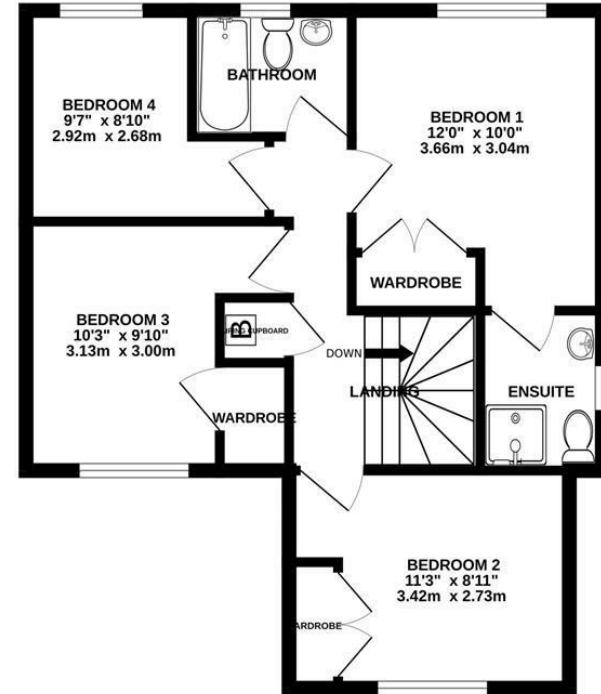 BATHROOM
BEDROOM 4
9'7" x 8'10"
2.92m x 2.68m
BEDROOM 1
12'0" x 10'0"
3.66m x 3.04m
WARDROBE
BEDROOM 3
10'3" x 9'10"
3.13m x 3.00m
B
CUPBOARD
DOWN
LANDING
ENSUITE
WARDROBE
BEDROOM 2
11'3" x 8'11"
3.42m x 2.73m
ARDROBE